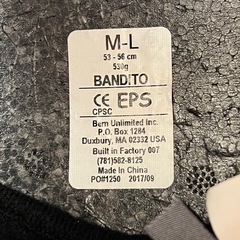 M-L
53 - 56 cm
530g
BANDITO
CE EPS
CPSC
Bern Unlimited Inc
P.O. Box 1284
Duxbury, MA 02332 USA
Built in Factory 007
(781)582-8125
Made In China
PO#1250 2017/09